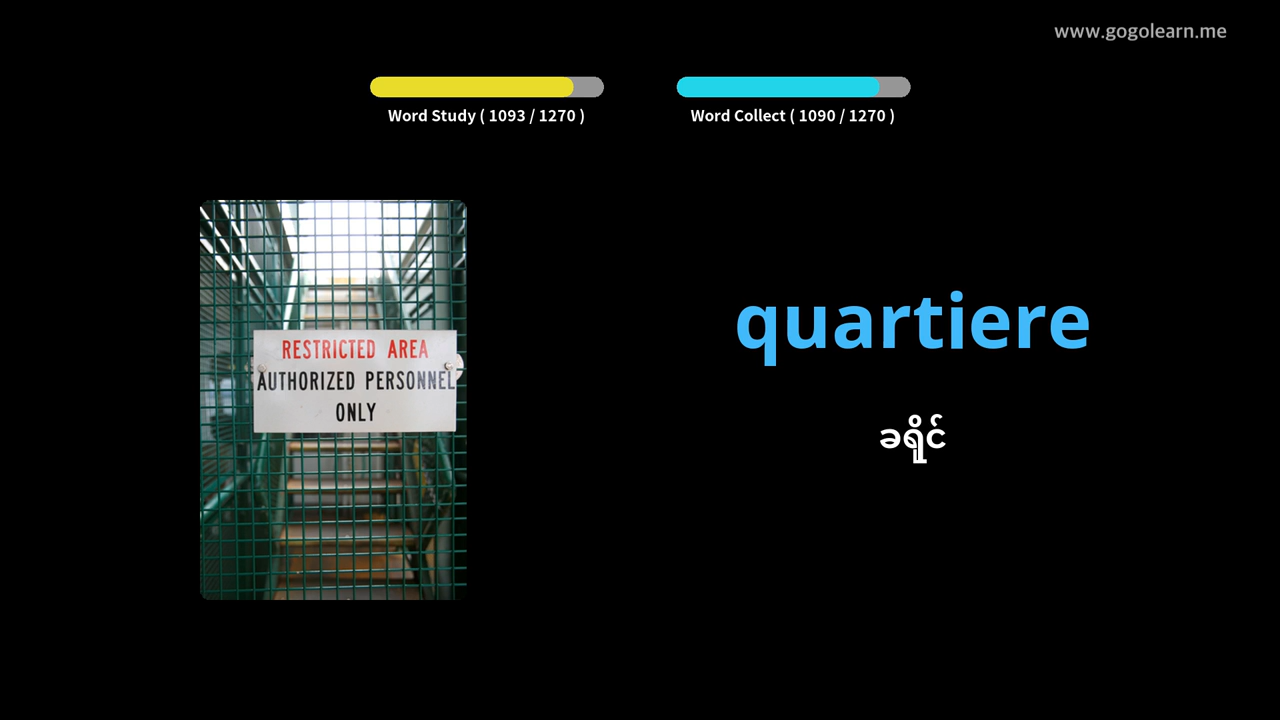 www.gogolearn.me
Word Study ( 1093 / 1270 )
Word Collect ( 1090 / 1270 )
RESTRICTED AREA
AUTHORIZED PERSONNEL
ONLY
quartiere
ခရိုင်